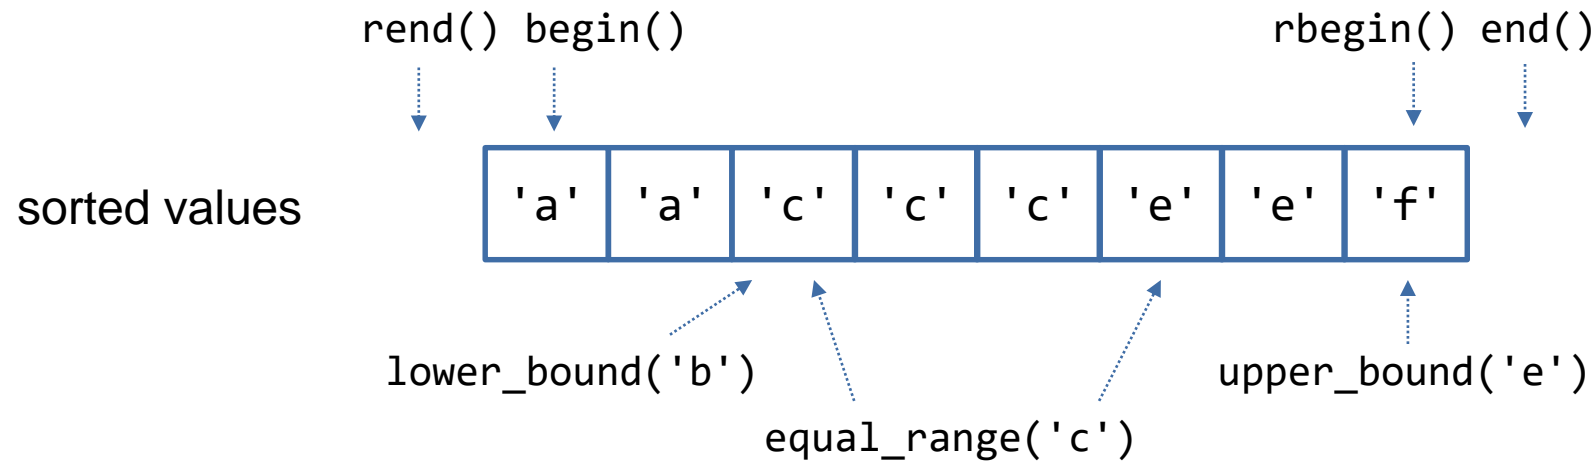 rend() begin() rbegin() end()
sorted values 'a' 'a' 'c' 'c' 'c' 'e' 'e' 'f'
lower_bound('b') upper_bound('e')
equal_range('c')